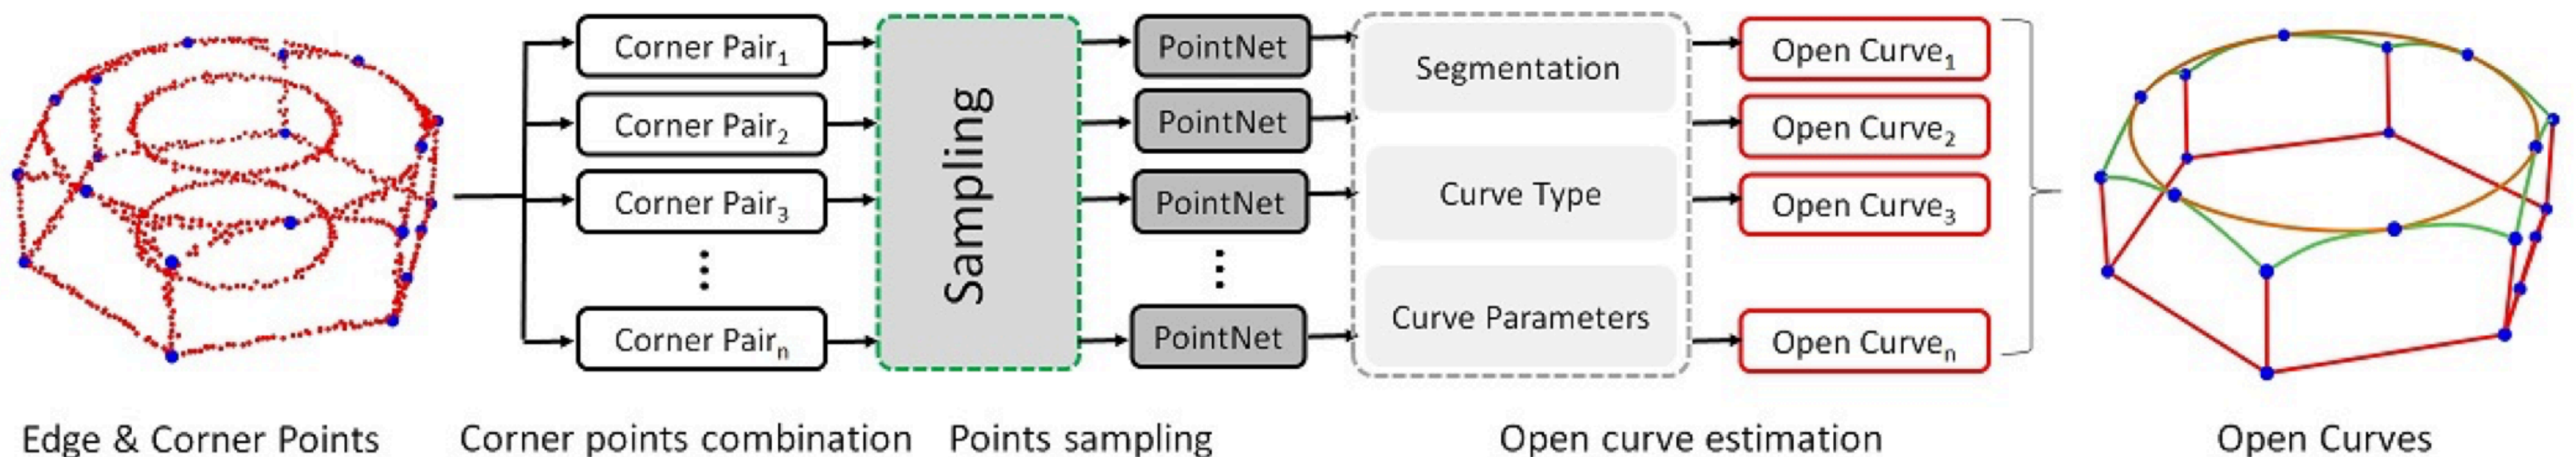 Corner Pair1
Corner Pair2
Corner Pair3
Corner Pairn
Sampling
PointNet
PointNet
PointNet
PointNet
Segmentation
Curve Type
Curve Parameters
Open Curve1
Open Curve2
Open Curve3
Open Curven
Edge & Corner Points
Corner points combination
Points sampling
Open curve estimation
Open Curves